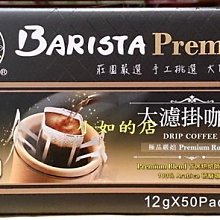 BARISTA Prem
莊園嚴選 手工挑選 大
大濾掛咖
DRIP COFFEE
極品嚴焙 Premium Ro
小如的店
Premium Blend
100% Arabica
12gX50Pac